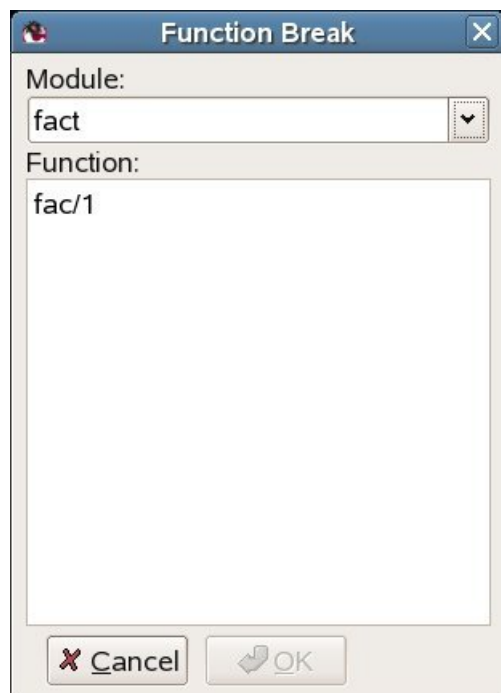 Function Break
Module:
fact
Function:
fac/1
Cancel
OK